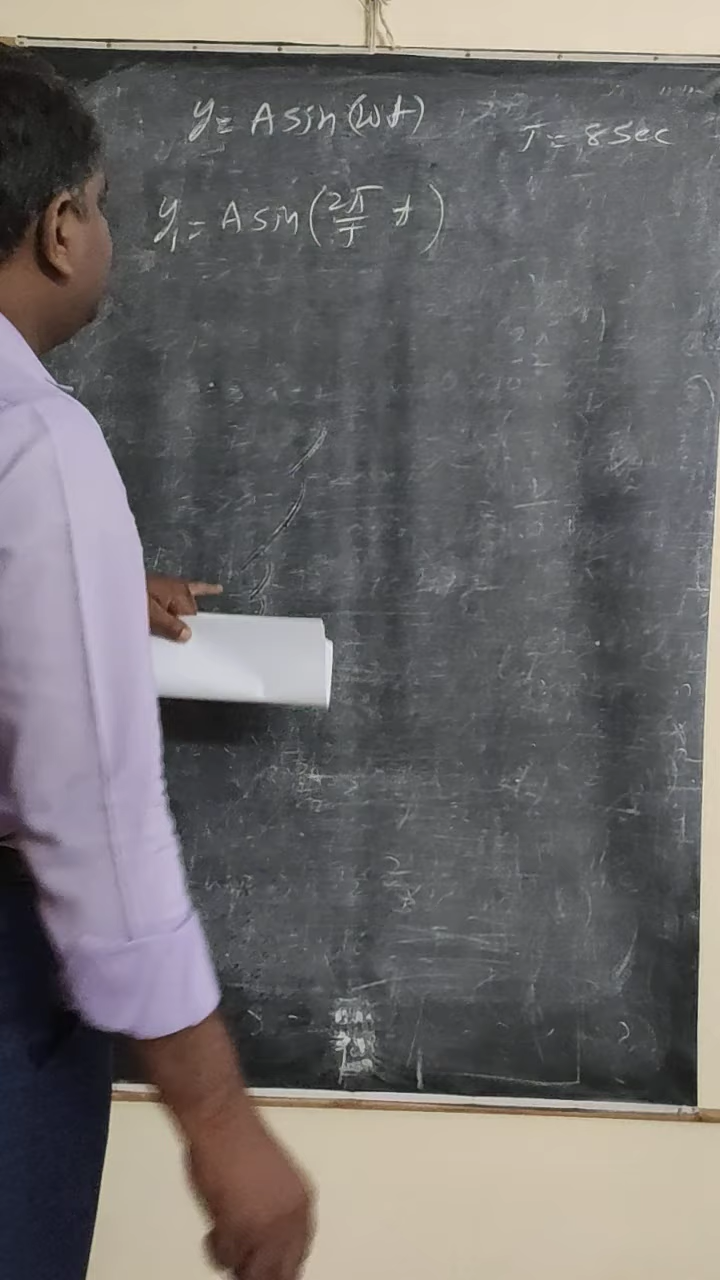 y = A sin (ωt)
T = 8 sec
y₁ = A sin (2π/T t)